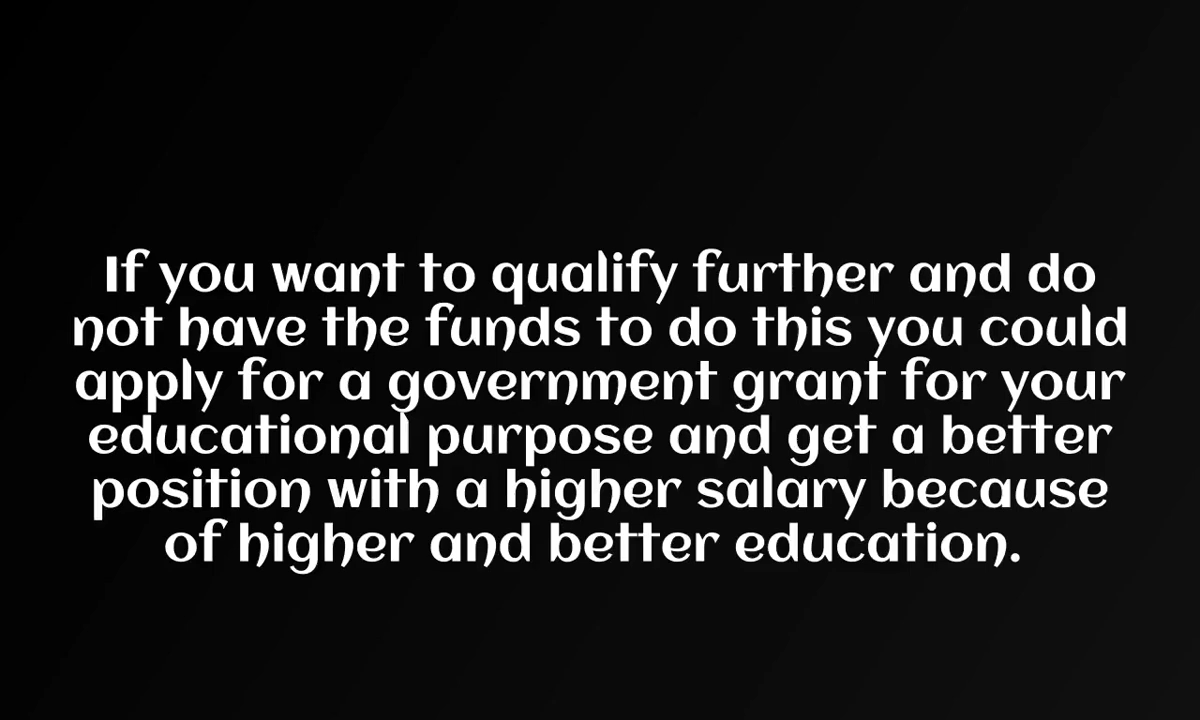 If you want to qualify further and do
not have the funds to do this you could
apply for a government grant for your
educational purpose and get a better
position with a higher salary because
of higher and better education.